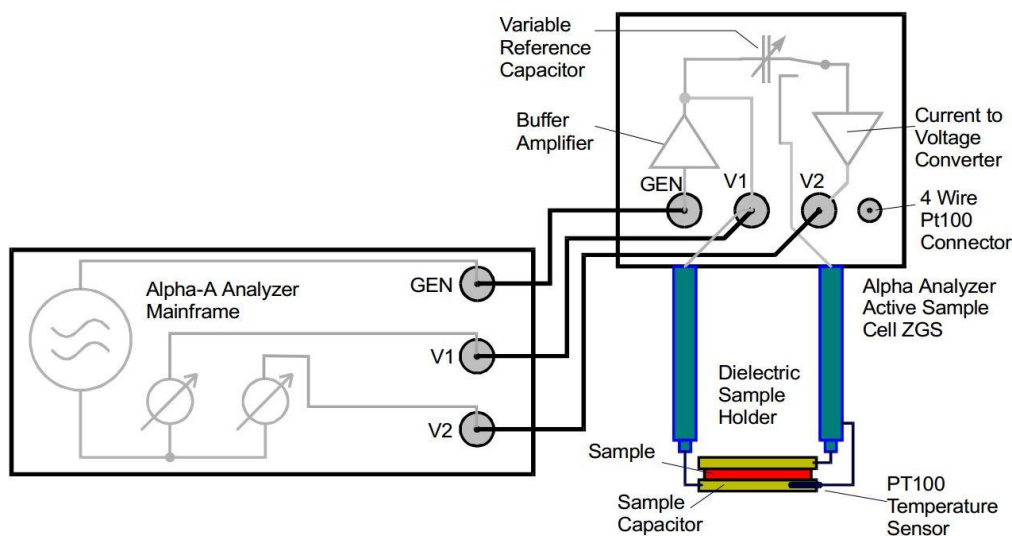 Variable
Reference
Capacitor
Buffer
Amplifier
Current to
Voltage
Converter
GEN
V1
V2
4 Wire
Pt100
Connector
Alpha-A Analyzer
Mainframe
GEN
V1
V2
Alpha Analyzer
Active Sample
Cell ZGS
Dielectric
Sample
Holder
Sample
Sample
Capacitor
PT100
Temperature
Sensor